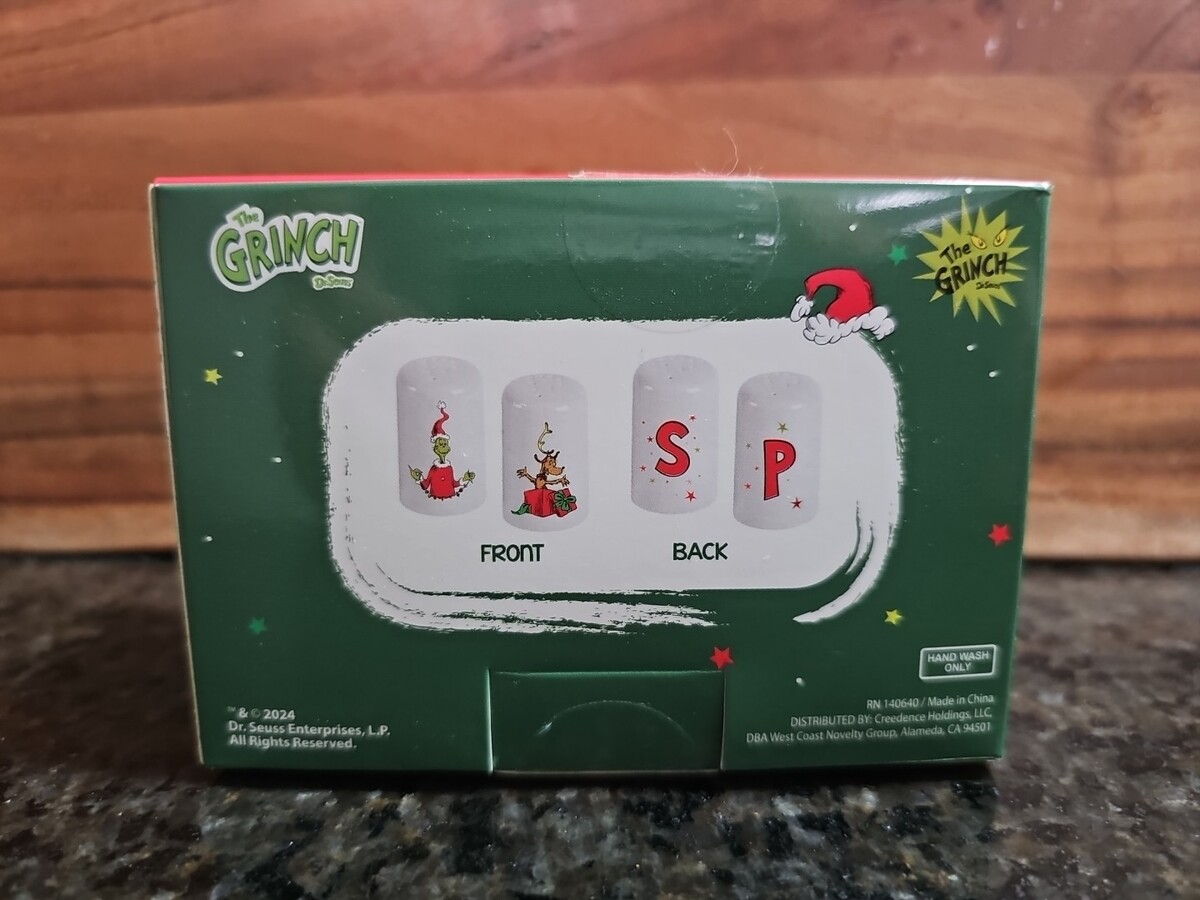 The
GRINCH
Dr. Seuss
The
GRINCH
Dr. Seuss
S
P
FRONT
BACK
HAND WASH
ONLY
™ & © 2024
Dr. Seuss Enterprises, L.P.
All Rights Reserved.
RN 140640 / Made in China
DISTRIBUTED BY: Creedence Holdings, LLC,
DBA West Coast Novelty Group, Alameda, CA 94501